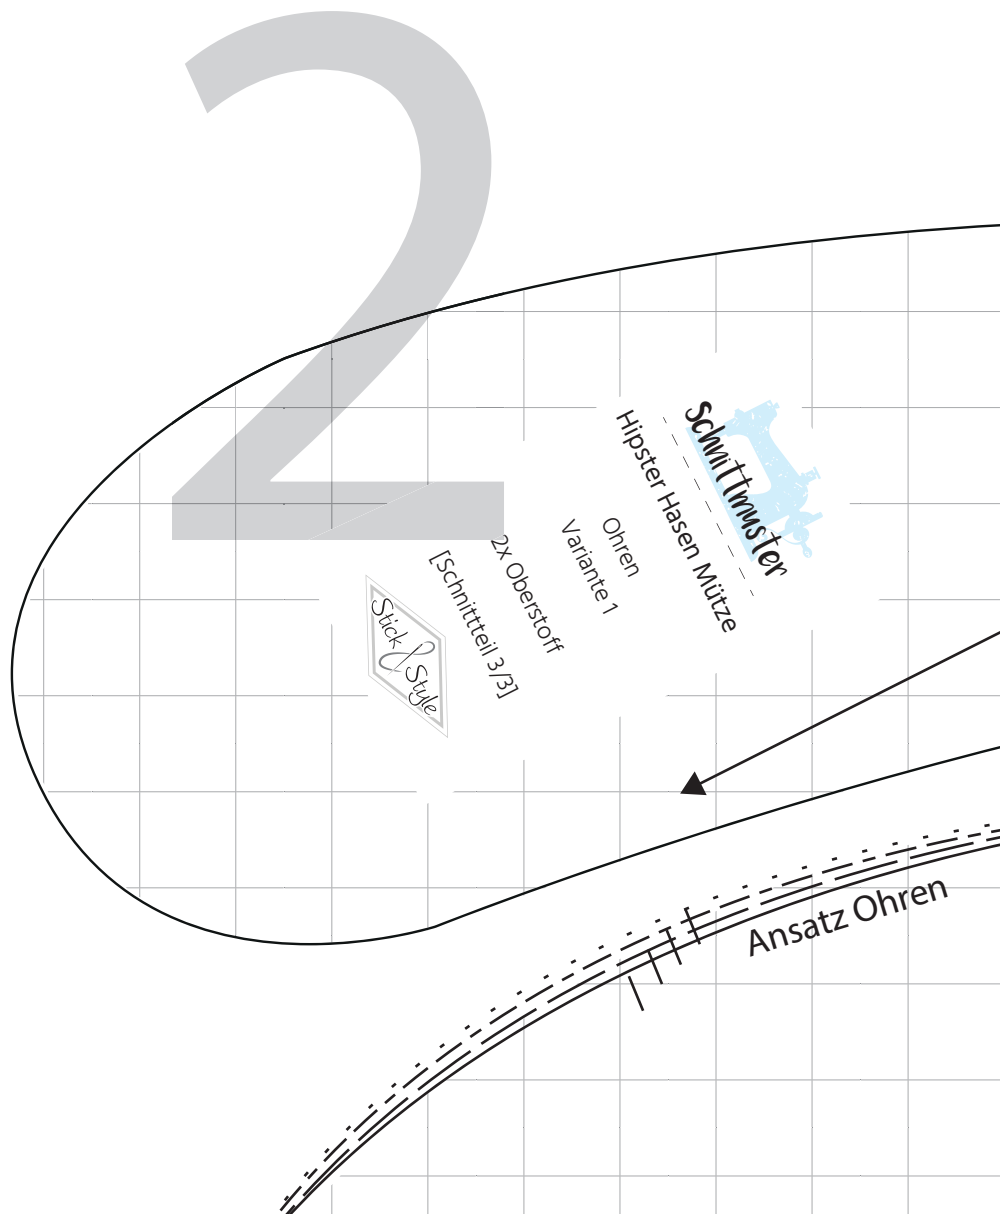 2
Schnittmuster
Hipster Hasen Mütze
Ohren
Variante 1
2x Oberstoff
[Schnittteil 3/3]
Stick & Style
Ansatz Ohren